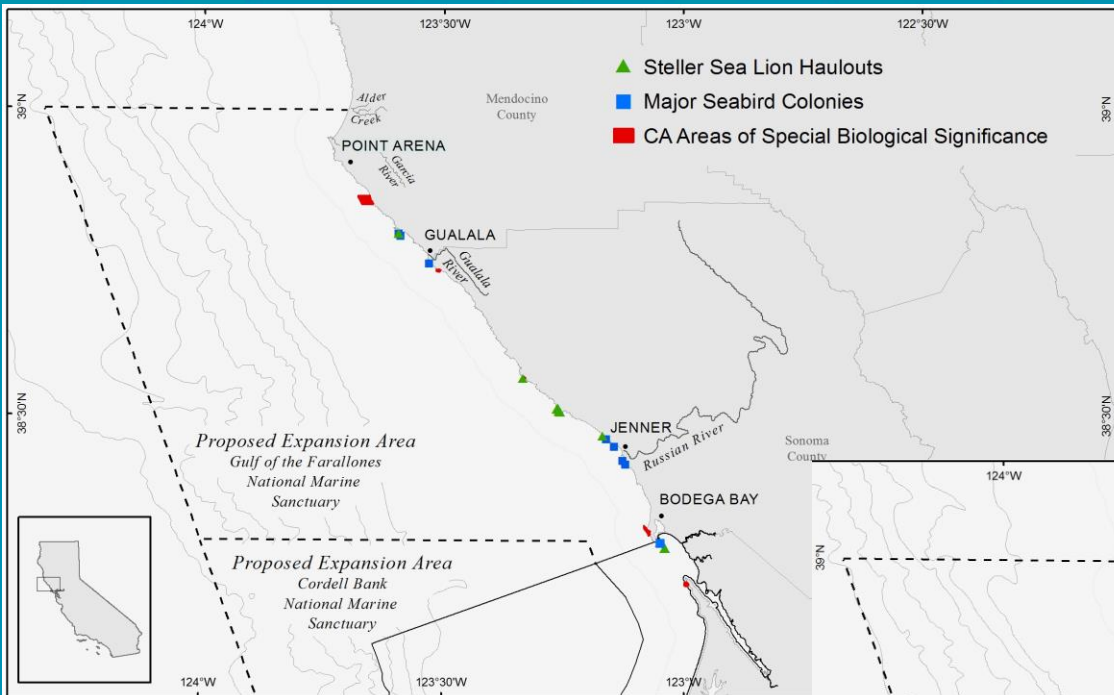 124°W
123°30'W
123°W
122°30'W
39°N
39°N
Steller Sea Lion Haulouts
Major Seabird Colonies
CA Areas of Special Biological Significance
Mendocino
County
Alder
Creek
POINT ARENA
Garcia
River
GUALALA
Gualala
River
38°30'N
38°30'N
JENNER
Russian River
Sonoma
County
Proposed Expansion Area
Gulf of the Farallones
National Marine
Sanctuary
BODEGA BAY
Proposed Expansion Area
Cordell Bank
National Marine
Sanctuary
124°W
39°N
124°W
123°30'W
123°W